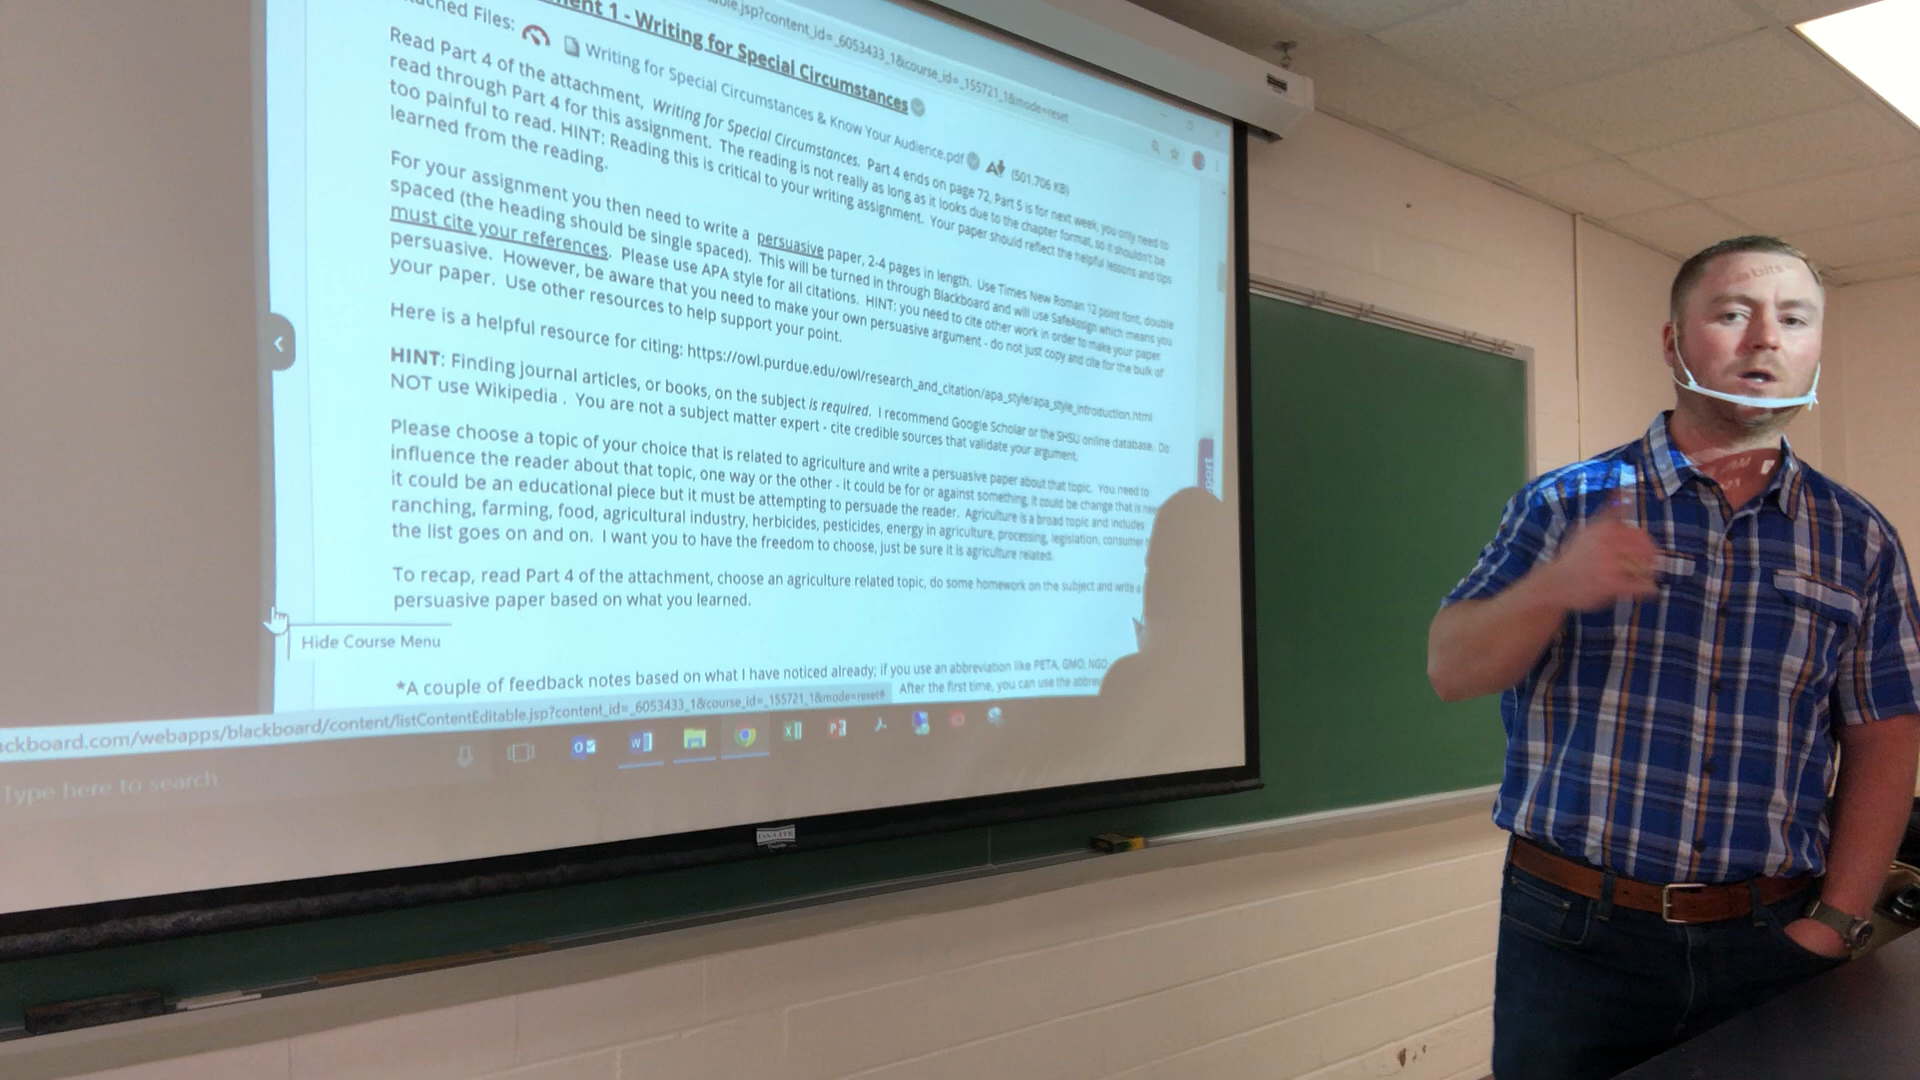 able.jsp?content_id=_6053433_1&course_id=_155721_1&mode=reset
ent 1 - Writing for Special Circumstances
ached Files: Writing for Special Circumstances & Know Your Audience.pdf (501.706 KB)
Read Part 4 of the attachment, Writing for Special Circumstances. Part 4 ends on page 72, Part 5 is for next week, you only need to
read through Part 4 for this assignment. The reading is not really as long as it looks due to the chapter format, so it shouldn't be
too painful to read. HINT: Reading this is critical to your writing assignment. Your paper should reflect the helpful lessons and tips
learned from the reading.
For your assignment you then need to write a persuasive paper, 2-4 pages in length. Use Times New Roman 12 point font, double
spaced (the heading should be single spaced). This will be turned in through Blackboard and will use SafeAssign which means you
must cite your references. Please use APA style for all citations. HINT: you need to cite other work in order to make your paper
persuasive. However, be aware that you need to make your own persuasive argument - do not just copy and cite for the bulk of
your paper. Use other resources to help support your point.
Here is a helpful resource for citing: https://owl.purdue.edu/owl/research_and_citation/apa_style/apa_style_introduction.html
HINT: Finding journal articles, or books, on the subject is required. I recommend Google Scholar or the SHSU online database. Do
NOT use Wikipedia . You are not a subject matter expert - cite credible sources that validate your argument.
Please choose a topic of your choice that is related to agriculture and write a persuasive paper about that topic. You need to
influence the reader about that topic, one way or the other - it could be for or against something, it could be change that is nee
it could be an educational piece but it must be attempting to persuade the reader. Agriculture is a broad topic and includes
ranching, farming, food, agricultural industry, herbicides, pesticides, energy in agriculture, processing, legislation, consumer
the list goes on and on. I want you to have the freedom to choose, just be sure it is agriculture related.
To recap, read Part 4 of the attachment, choose an agriculture related topic, do some homework on the subject and write a
persuasive paper based on what you learned.
Hide Course Menu
*A couple of feedback notes based on what I have noticed already; if you use an abbreviation like PETA, GMO, NGO
After the first time, you can use the abbrev
ckboard.com/webapps/blackboard/content/listContentEditable.jsp?content_id=_6053433_1&course_id=_155721_1&mode=reset#
Type here to search
DA-LITE